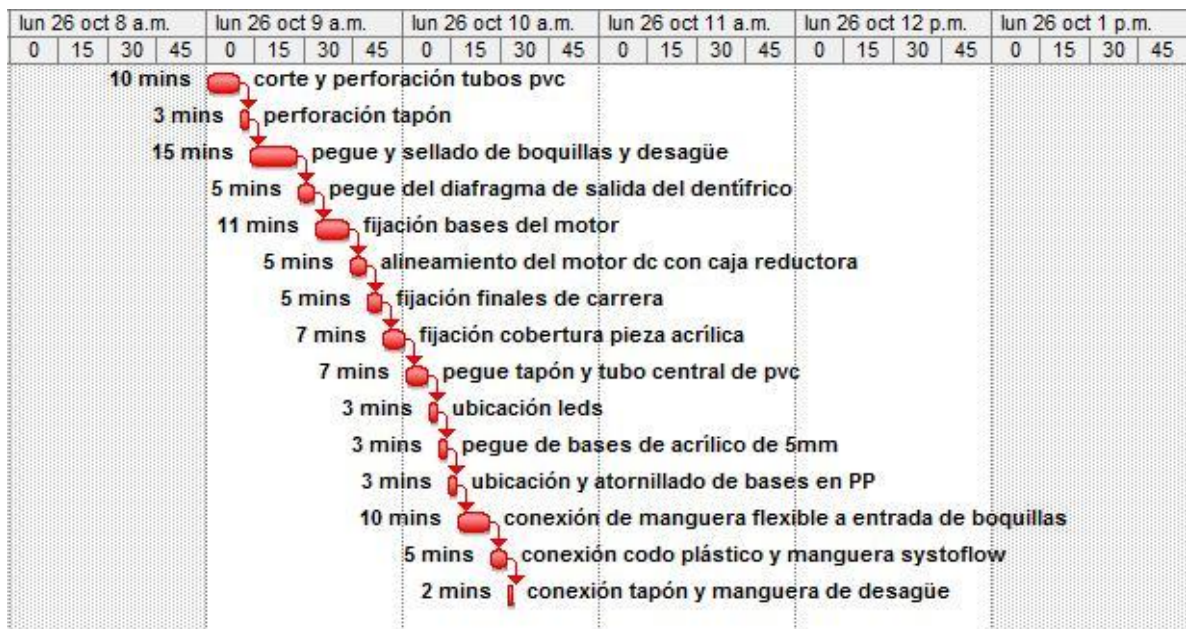 lun 26 oct 8 a.m. lun 26 oct 9 a.m. lun 26 oct 10 a.m. lun 26 oct 11 a.m. lun 26 oct 12 p.m. lun 26 oct 1 p.m.
0 15 30 45 0 15 30 45 0 15 30 45 0 15 30 45 0 15 30 45 0 15 30 45
10 mins corte y perforación tubos pvc
3 mins perforación tapón
15 mins pegue y sellado de boquillas y desagüe
5 mins pegue del diafragma de salida del dentífrico
11 mins fijación bases del motor
5 mins alineamiento del motor dc con caja reductora
5 mins fijación finales de carrera
7 mins fijación cobertura pieza acrílica
7 mins pegue tapón y tubo central de pvc
3 mins ubicación leds
3 mins pegue de bases de acrílico de 5mm
3 mins ubicación y atornillado de bases en PP
10 mins conexión de manguera flexible a entrada de boquillas
5 mins conexión codo plástico y manguera systoflow
2 mins conexión tapón y manguera de desagüe